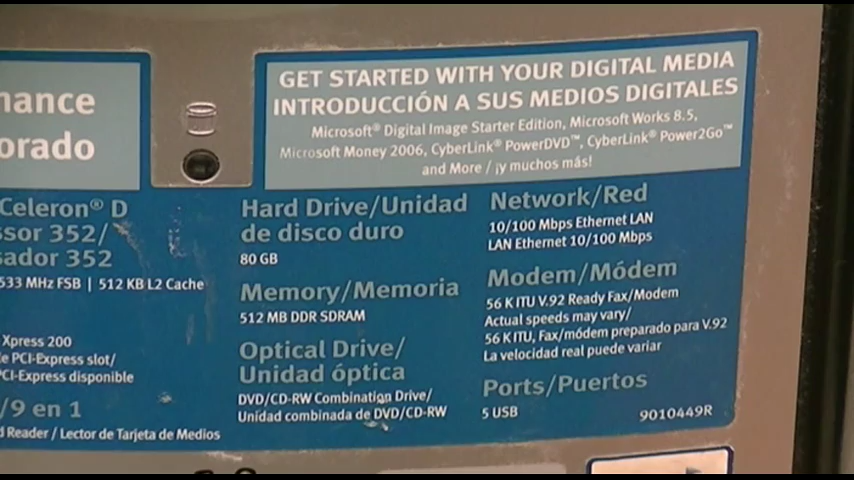 nance
orado
GET STARTED WITH YOUR DIGITAL MEDIA
INTRODUCCIÓN A SUS MEDIOS DIGITALES
Microsoft® Digital Image Starter Edition, Microsoft Works 8.5,
Microsoft Money 2006, CyberLink® PowerDVD™, CyberLink® Power2Go™
and More / ¡y muchos más!
Celeron® D
ssor 352/
sador 352
533 MHz FSB | 512 KB L2 Cache
Xpress 200
e PCI-Express slot/
CI-Express disponible
/9 en 1
d Reader / Lector de Tarjeta de Medios
Hard Drive/Unidad
de disco duro
80 GB
Memory/Memoria
512 MB DDR SDRAM
Optical Drive/
Unidad óptica
DVD/CD-RW Combination Drive/
Unidad combinada de DVD/CD-RW
Network/Red
10/100 Mbps Ethernet LAN
LAN Ethernet 10/100 Mbps
Modem/Módem
56 K ITU V.92 Ready Fax/Modem
Actual speeds may vary/
56 K ITU, Fax/módem preparado para V.92
La velocidad real puede variar
Ports/Puertos
5 USB
9010449R